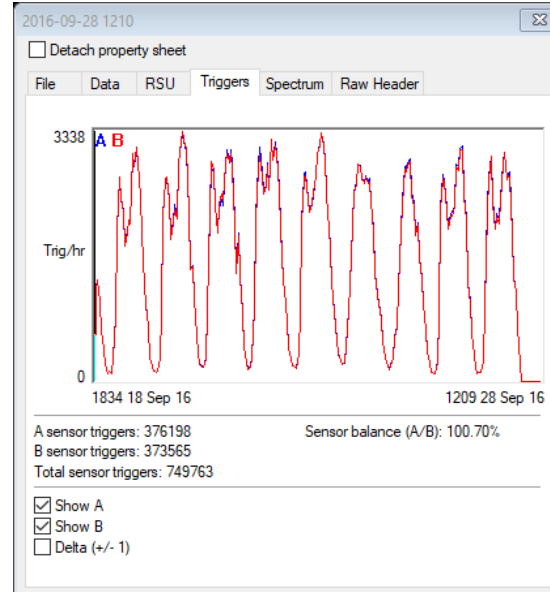 2016-09-28 1210
Detach property sheet
File Data RSU Triggers Spectrum Raw Header
3338 A B
Trig/hr
0
1834 18 Sep 16 1209 28 Sep 16
A sensor triggers: 376198 Sensor balance (A/B): 100.70%
B sensor triggers: 373565
Total sensor triggers: 749763
Show A
Show B
Delta (+/- 1)